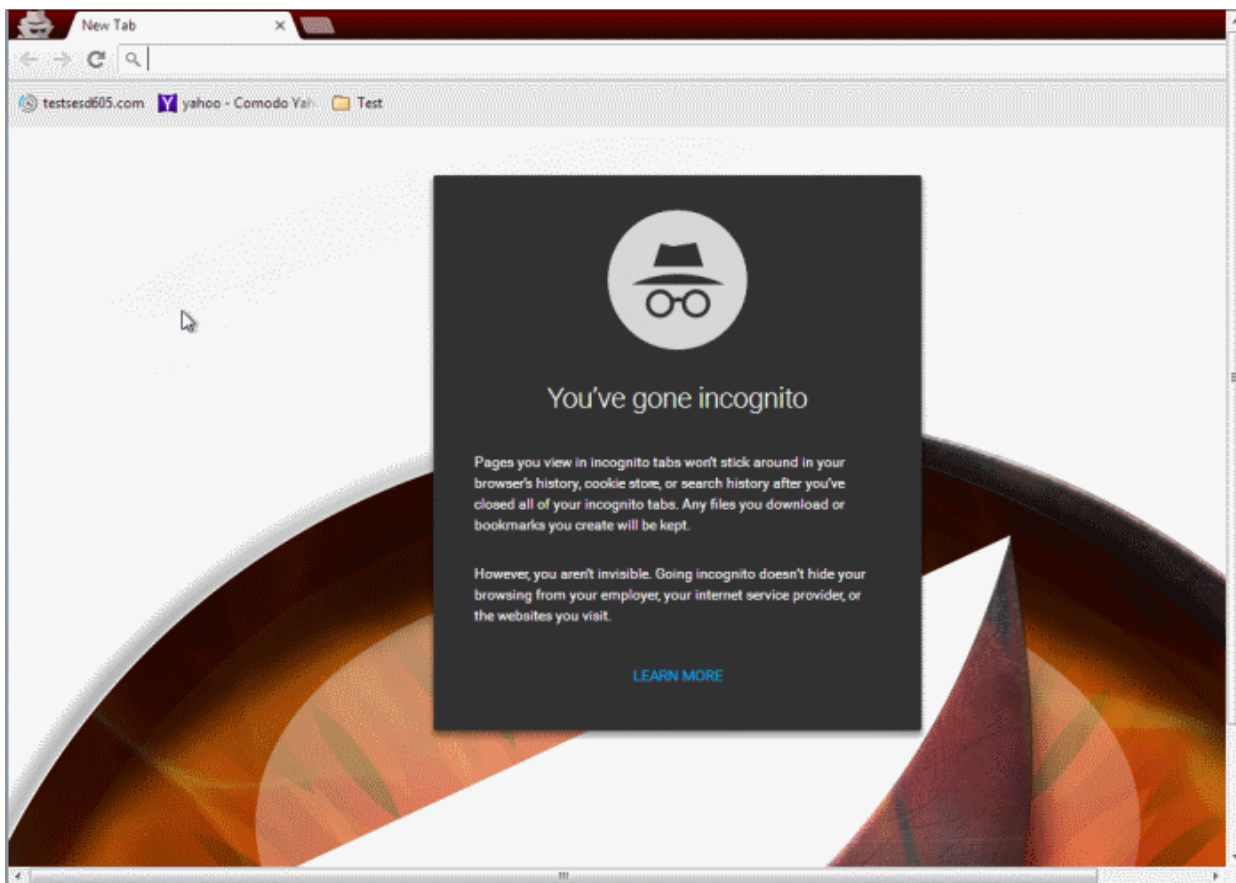 New Tab
testsesd605.com yahoo - Comodo Yah Test
You've gone incognito
Pages you view in incognito tabs won't stick around in your
browser's history, cookie store, or search history after you've
closed all of your incognito tabs. Any files you download or
bookmarks you create will be kept.
However, you aren't invisible. Going incognito doesn't hide your
browsing from your employer, your internet service provider, or
the websites you visit.
LEARN MORE